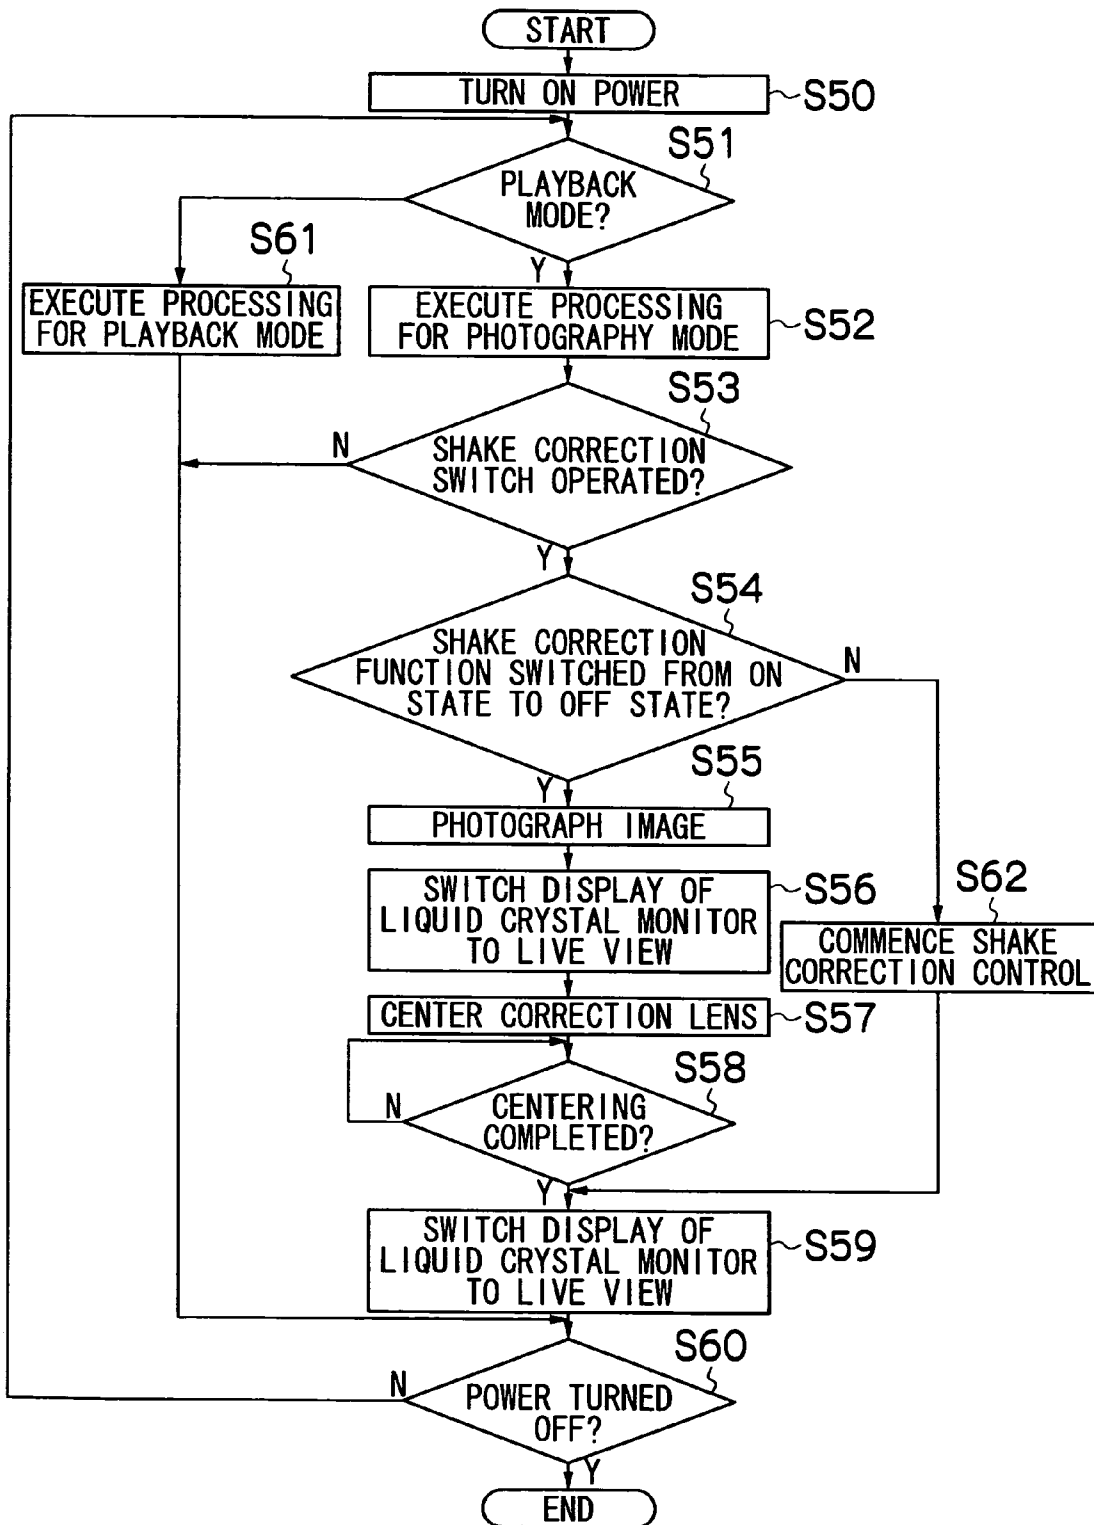 START
TURN ON POWER
S50
S51
PLAYBACK
MODE?
S61
Y
EXECUTE PROCESSING
FOR PLAYBACK MODE
EXECUTE PROCESSING
FOR PHOTOGRAPHY MODE
S52
S53
N
SHAKE CORRECTION
SWITCH OPERATED?
Y
S54
SHAKE CORRECTION
FUNCTION SWITCHED FROM ON
STATE TO OFF STATE?
N
Y
S55
PHOTOGRAPH IMAGE
SWITCH DISPLAY OF
LIQUID CRYSTAL MONITOR
TO LIVE VIEW
S56
S62
COMMENCE SHAKE
CORRECTION CONTROL
CENTER CORRECTION LENS
S57
S58
N
CENTERING
COMPLETED?
Y
SWITCH DISPLAY OF
LIQUID CRYSTAL MONITOR
TO LIVE VIEW
S59
S60
N
POWER TURNED
OFF?
Y
END